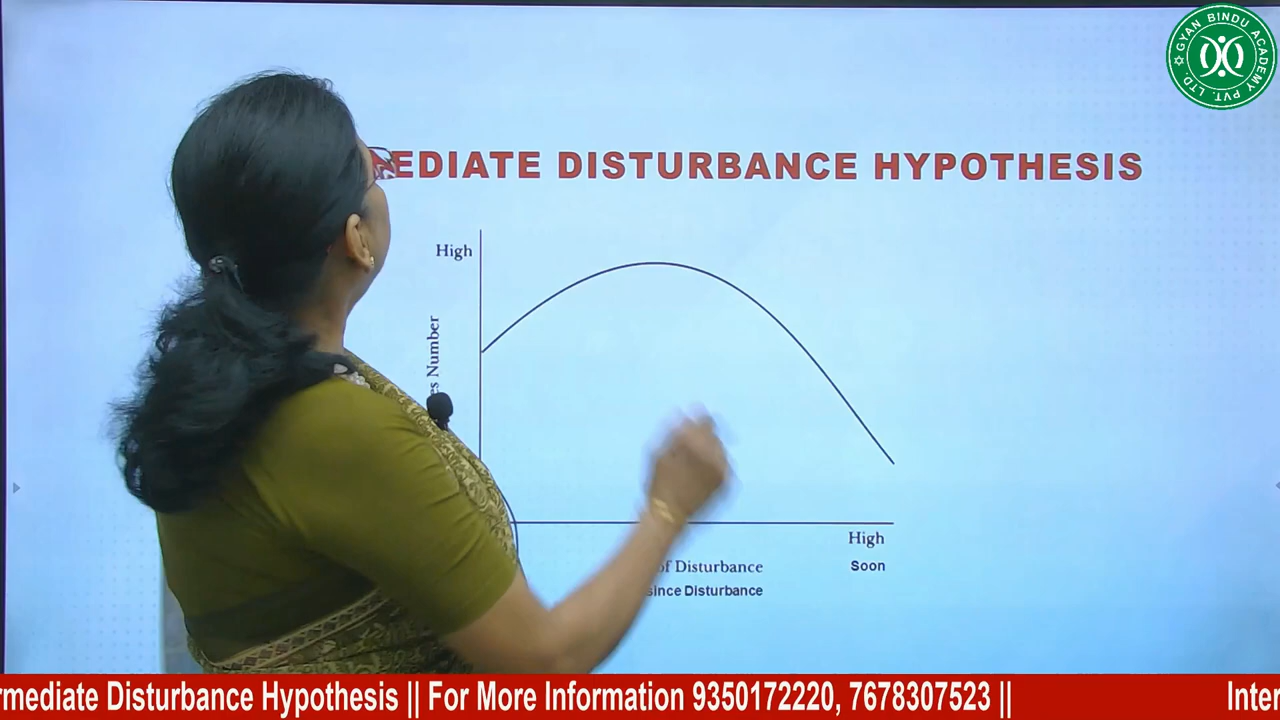 GYAN BINDU ACADEMY PVT. LTD.
EDIATE DISTURBANCE HYPOTHESIS
High
es Number
High
of Disturbance
Soon
since Disturbance
rmediate Disturbance Hypothesis || For More Information 9350172220, 7678307523 || Inter